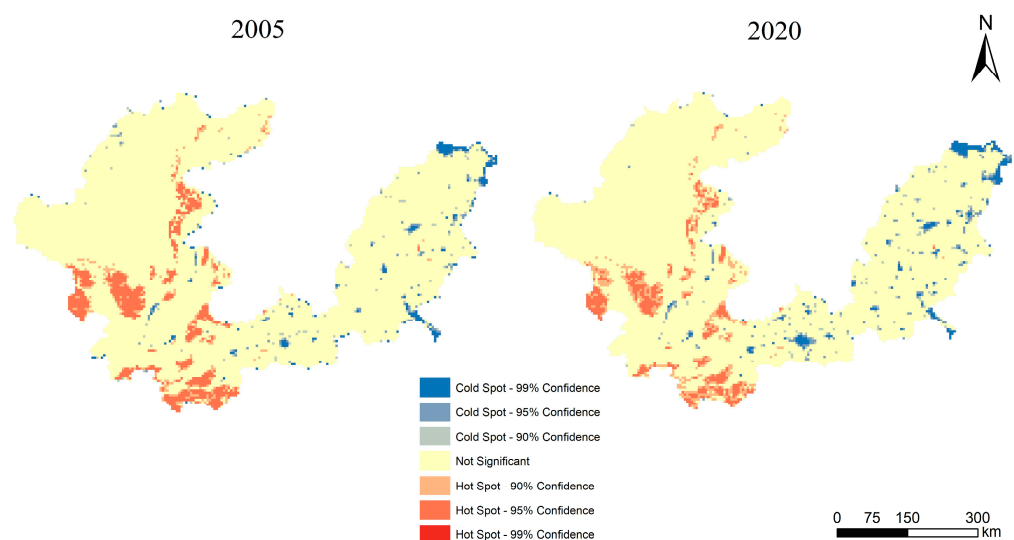 2005
2020
N
Cold Spot - 99% Confidence
Cold Spot - 95% Confidence
Cold Spot - 90% Confidence
Not Significant
Hot Spot - 90% Confidence
Hot Spot - 95% Confidence
Hot Spot - 99% Confidence
0 75 150 300
km